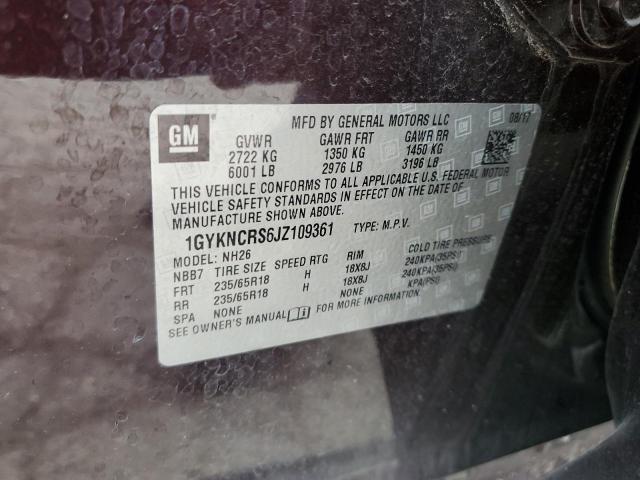 GM
MFD BY GENERAL MOTORS LLC 08/17
GVWR GAWR FRT GAWR RR
2722 KG 1350 KG 1450 KG
6001 LB 2976 LB 3196 LB
THIS VEHICLE CONFORMS TO ALL APPLICABLE U.S. FEDERAL MOTOR
VEHICLE SAFETY STANDARDS IN EFFECT ON THE DATE OF
MANUFACTURE SHOWN ABOVE.
1GYKNCRS6JZ109361 TYPE: M.P.V.
MODEL: NH26
NBB7 TIRE SIZE SPEED RTG RIM COLD TIRE PRESSURE
FRT 235/65R18 H 18X8J 240KPA(35PSI)
RR 235/65R18 H 18X8J 240KPA(35PSI)
SPA NONE NONE KPA(PSI)
SEE OWNER'S MANUAL FOR MORE INFORMATION.